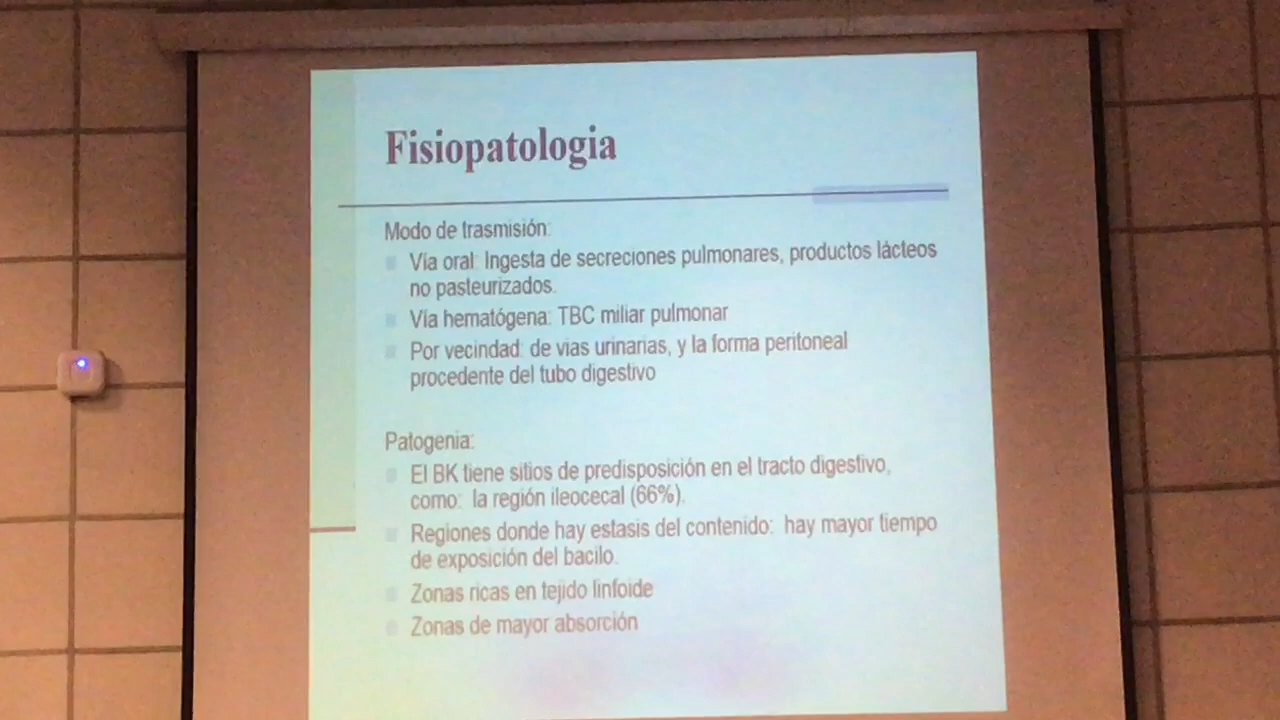 Fisiopatologia
Modo de trasmisión:
Vía oral: Ingesta de secreciones pulmonares, productos lácteos
no pasteurizados.
Vía hematógena: TBC miliar pulmonar
Por vecindad: de vias urinarias, y la forma peritoneal
procedente del tubo digestivo
Patogenia:
El BK tiene sitios de predisposición en el tracto digestivo,
como: la región ileocecal (66%).
Regiones donde hay estasis del contenido: hay mayor tiempo
de exposición del bacilo.
Zonas ricas en tejido linfoide
Zonas de mayor absorción